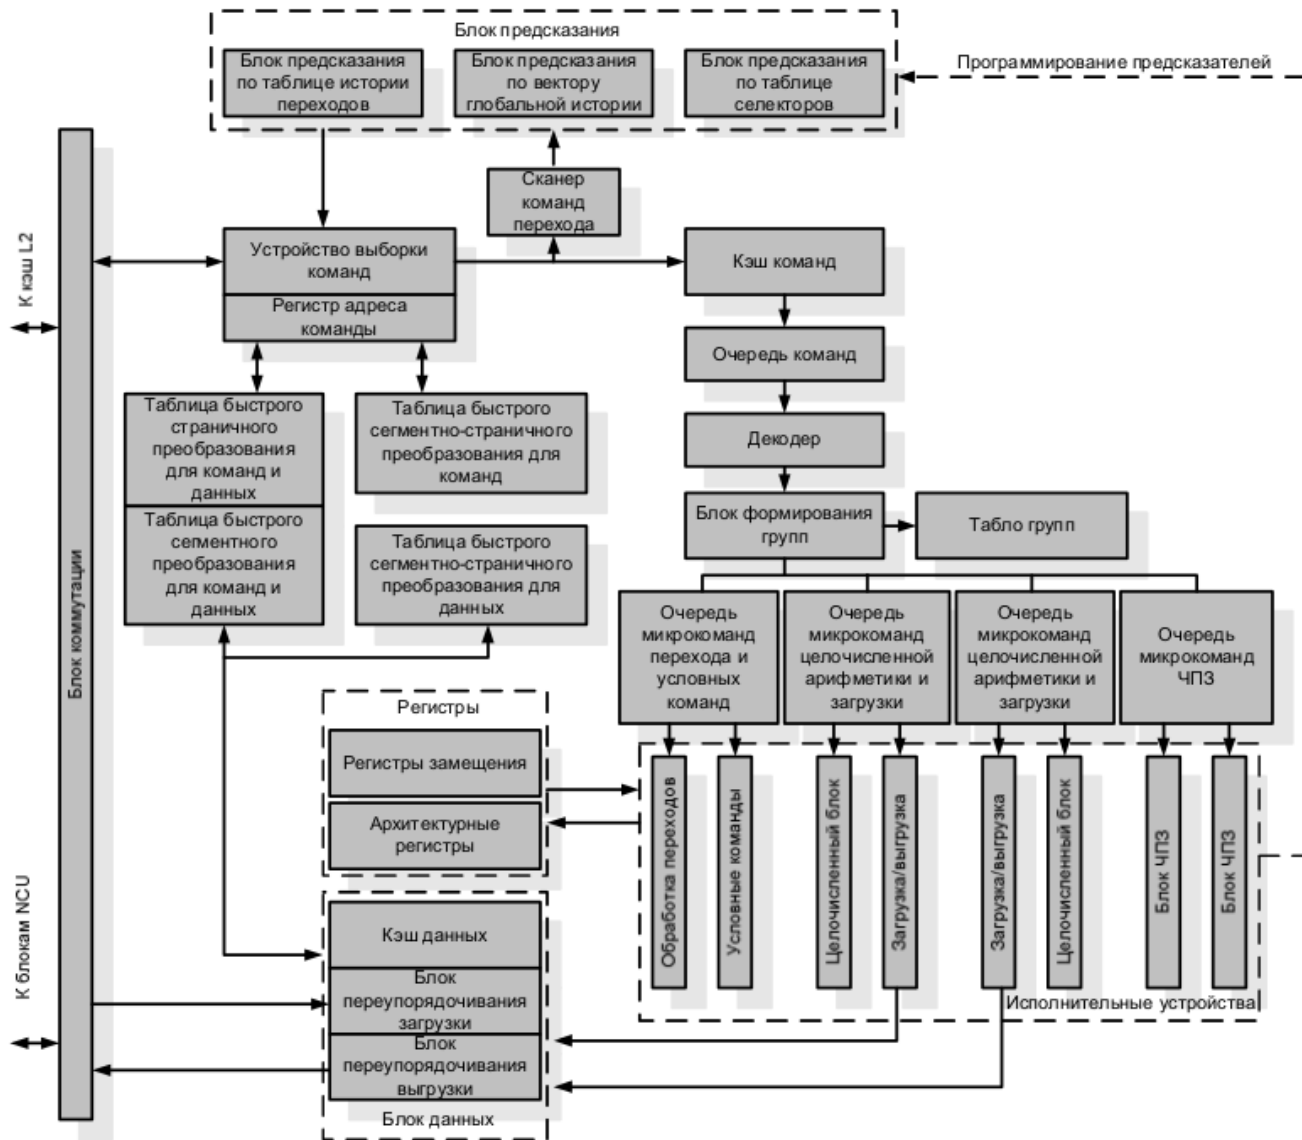 Блок предсказания
Блок предсказания
по таблице истории
переходов
Блок предсказания
по вектору
глобальной истории
Блок предсказания
по таблице
селекторов
Программирование предсказателей
Сканер
команд
перехода
К кэш L2
Устройство выборки
команд
Регистр адреса
команды
Кэш команд
Очередь команд
Декодер
Таблица быстрого
страничного
преобразования
для команд и
данных
Таблица быстрого
сегментного
преобразования
для команд и
данных
Таблица быстрого
сегментно-страничного
преобразования для
команд
Таблица быстрого
сегментно-страничного
преобразования для
данных
Блок формирования
групп
Табло групп
Блок коммутации
Очередь
микрокоманд
перехода и
условных
команд
Очередь
микрокоманд
целочисленной
арифметики и
загрузки
Очередь
микрокоманд
целочисленной
арифметики и
загрузки
Очередь
микрокоманд
ЧПЗ
Регистры
Регистры замещения
Архитектурные
регистры
Обработка переходов
Условные команды
Целочисленный блок
Загрузка/выгрузка
Загрузка/выгрузка
Целочисленный блок
Блок ЧПЗ
Блок ЧПЗ
Исполнительные устройства
К блокам NCU
Кэш данных
Блок
переупорядочивания
загрузки
Блок
переупорядочивания
выгрузки
Блок данных